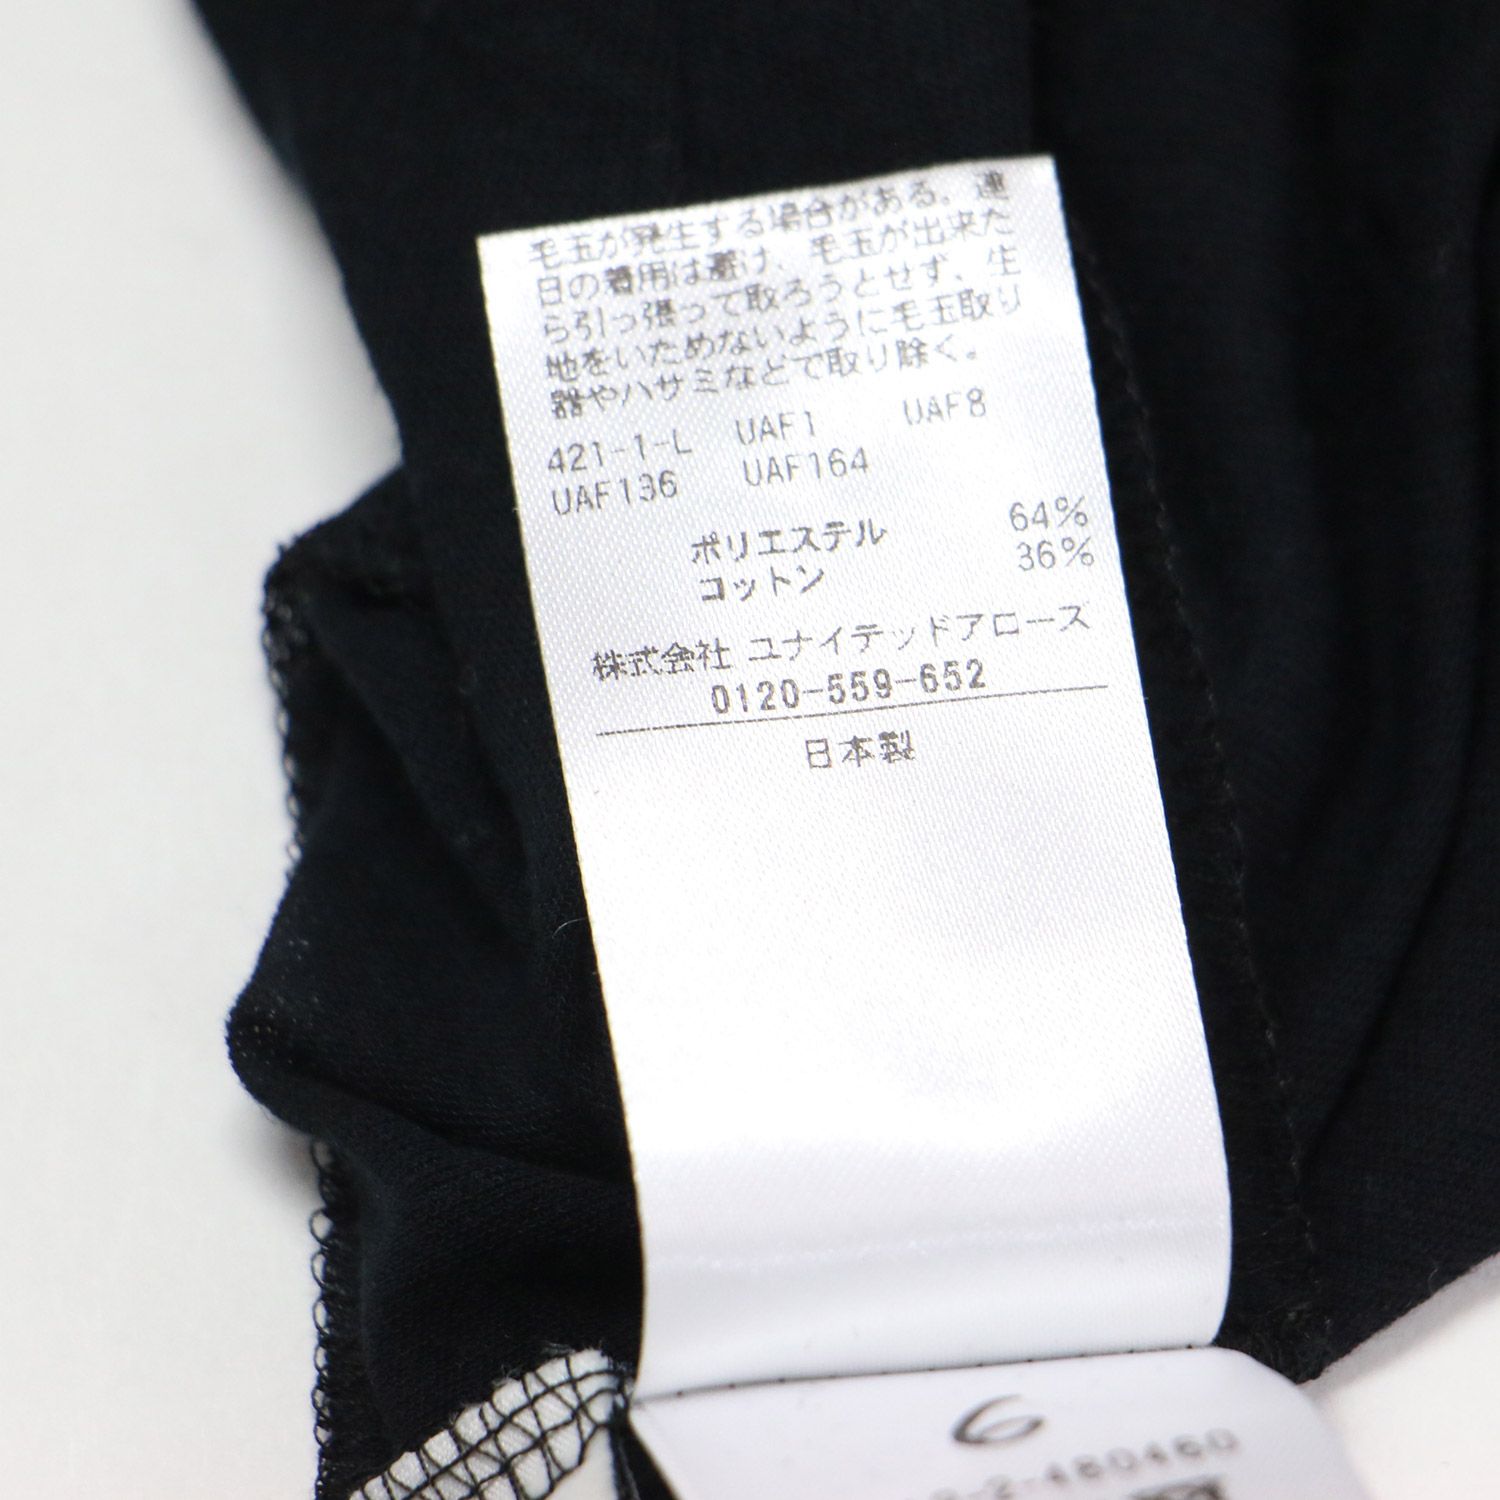 毛玉が発生する場合がある。連
日の着用は避け、毛玉が出来た
ら引っ張って取ろうとせず、生
地をいためないように毛玉取り
器やハサミなどで取り除く。
421-1-L UAF1 UAF8
UAF136 UAF164
ポリエステル 64%
コットン 36%
株式会社 ユナイテッドアローズ
0120-559-652
日本製
6
-2-480460